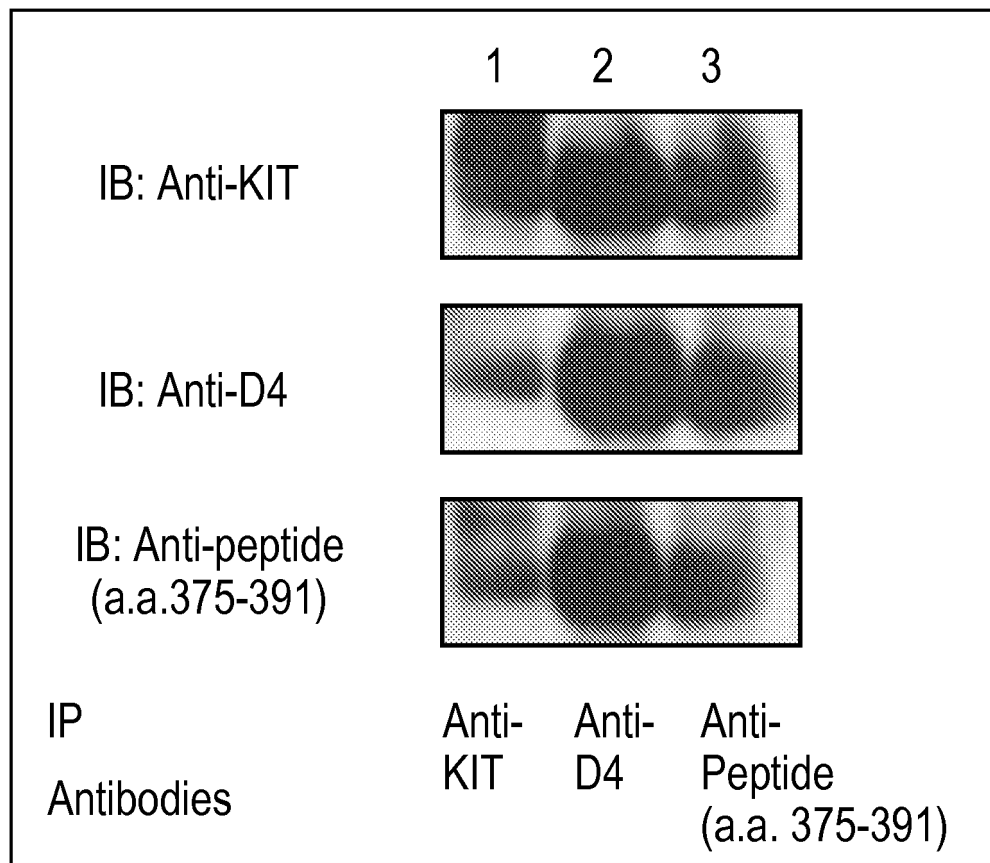 1 2 3
IB: Anti-KIT
IB: Anti-D4
IB: Anti-peptide
(a.a.375-391)
IP
Antibodies
Anti-
KIT
Anti-
D4
Anti-
Peptide
(a.a. 375-391)